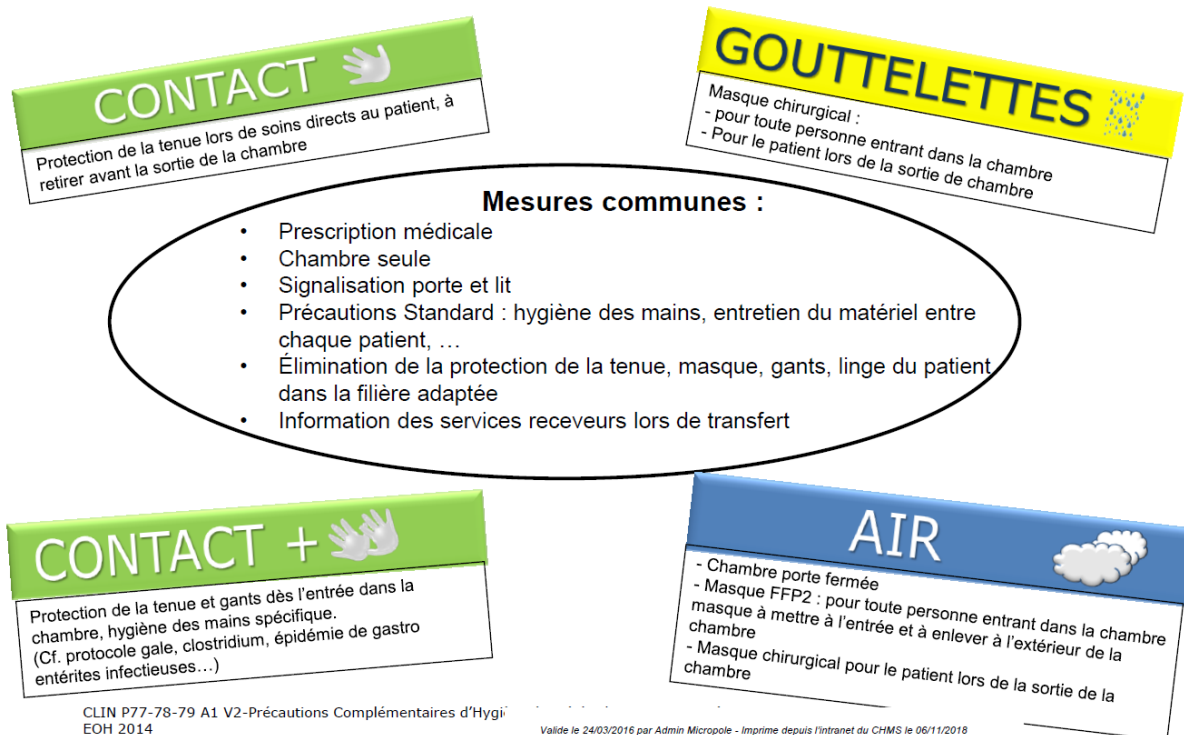 CONTACT
Protection de la tenue lors de soins directs au patient, à
retirer avant la sortie de la chambre
GOUTTELETTES
Masque chirurgical :
- pour toute personne entrant dans la chambre
- Pour le patient lors de la sortie de chambre
Mesures communes :
• Prescription médicale
• Chambre seule
• Signalisation porte et lit
• Précautions Standard : hygiène des mains, entretien du matériel entre
chaque patient, …
• Élimination de la protection de la tenue, masque, gants, linge du patient
dans la filière adaptée
• Information des services receveurs lors de transfert
CONTACT +
Protection de la tenue et gants dès l’entrée dans la
chambre, hygiène des mains spécifique.
(Cf. protocole gale, clostridium, épidémie de gastro
entérites infectieuses…)
AIR
- Chambre porte fermée
- Masque FFP2 : pour toute personne entrant dans la chambre
masque à mettre à l’entrée et à enlever à l’extérieur de la
chambre
- Masque chirurgical pour le patient lors de la sortie de la
chambre
CLIN P77-78-79 A1 V2-Précautions Complémentaires d’Hygi
EOH 2014
Valide le 24/03/2016 par Admin Micropole - Imprime depuis l'intranet du CHMS le 06/11/2018